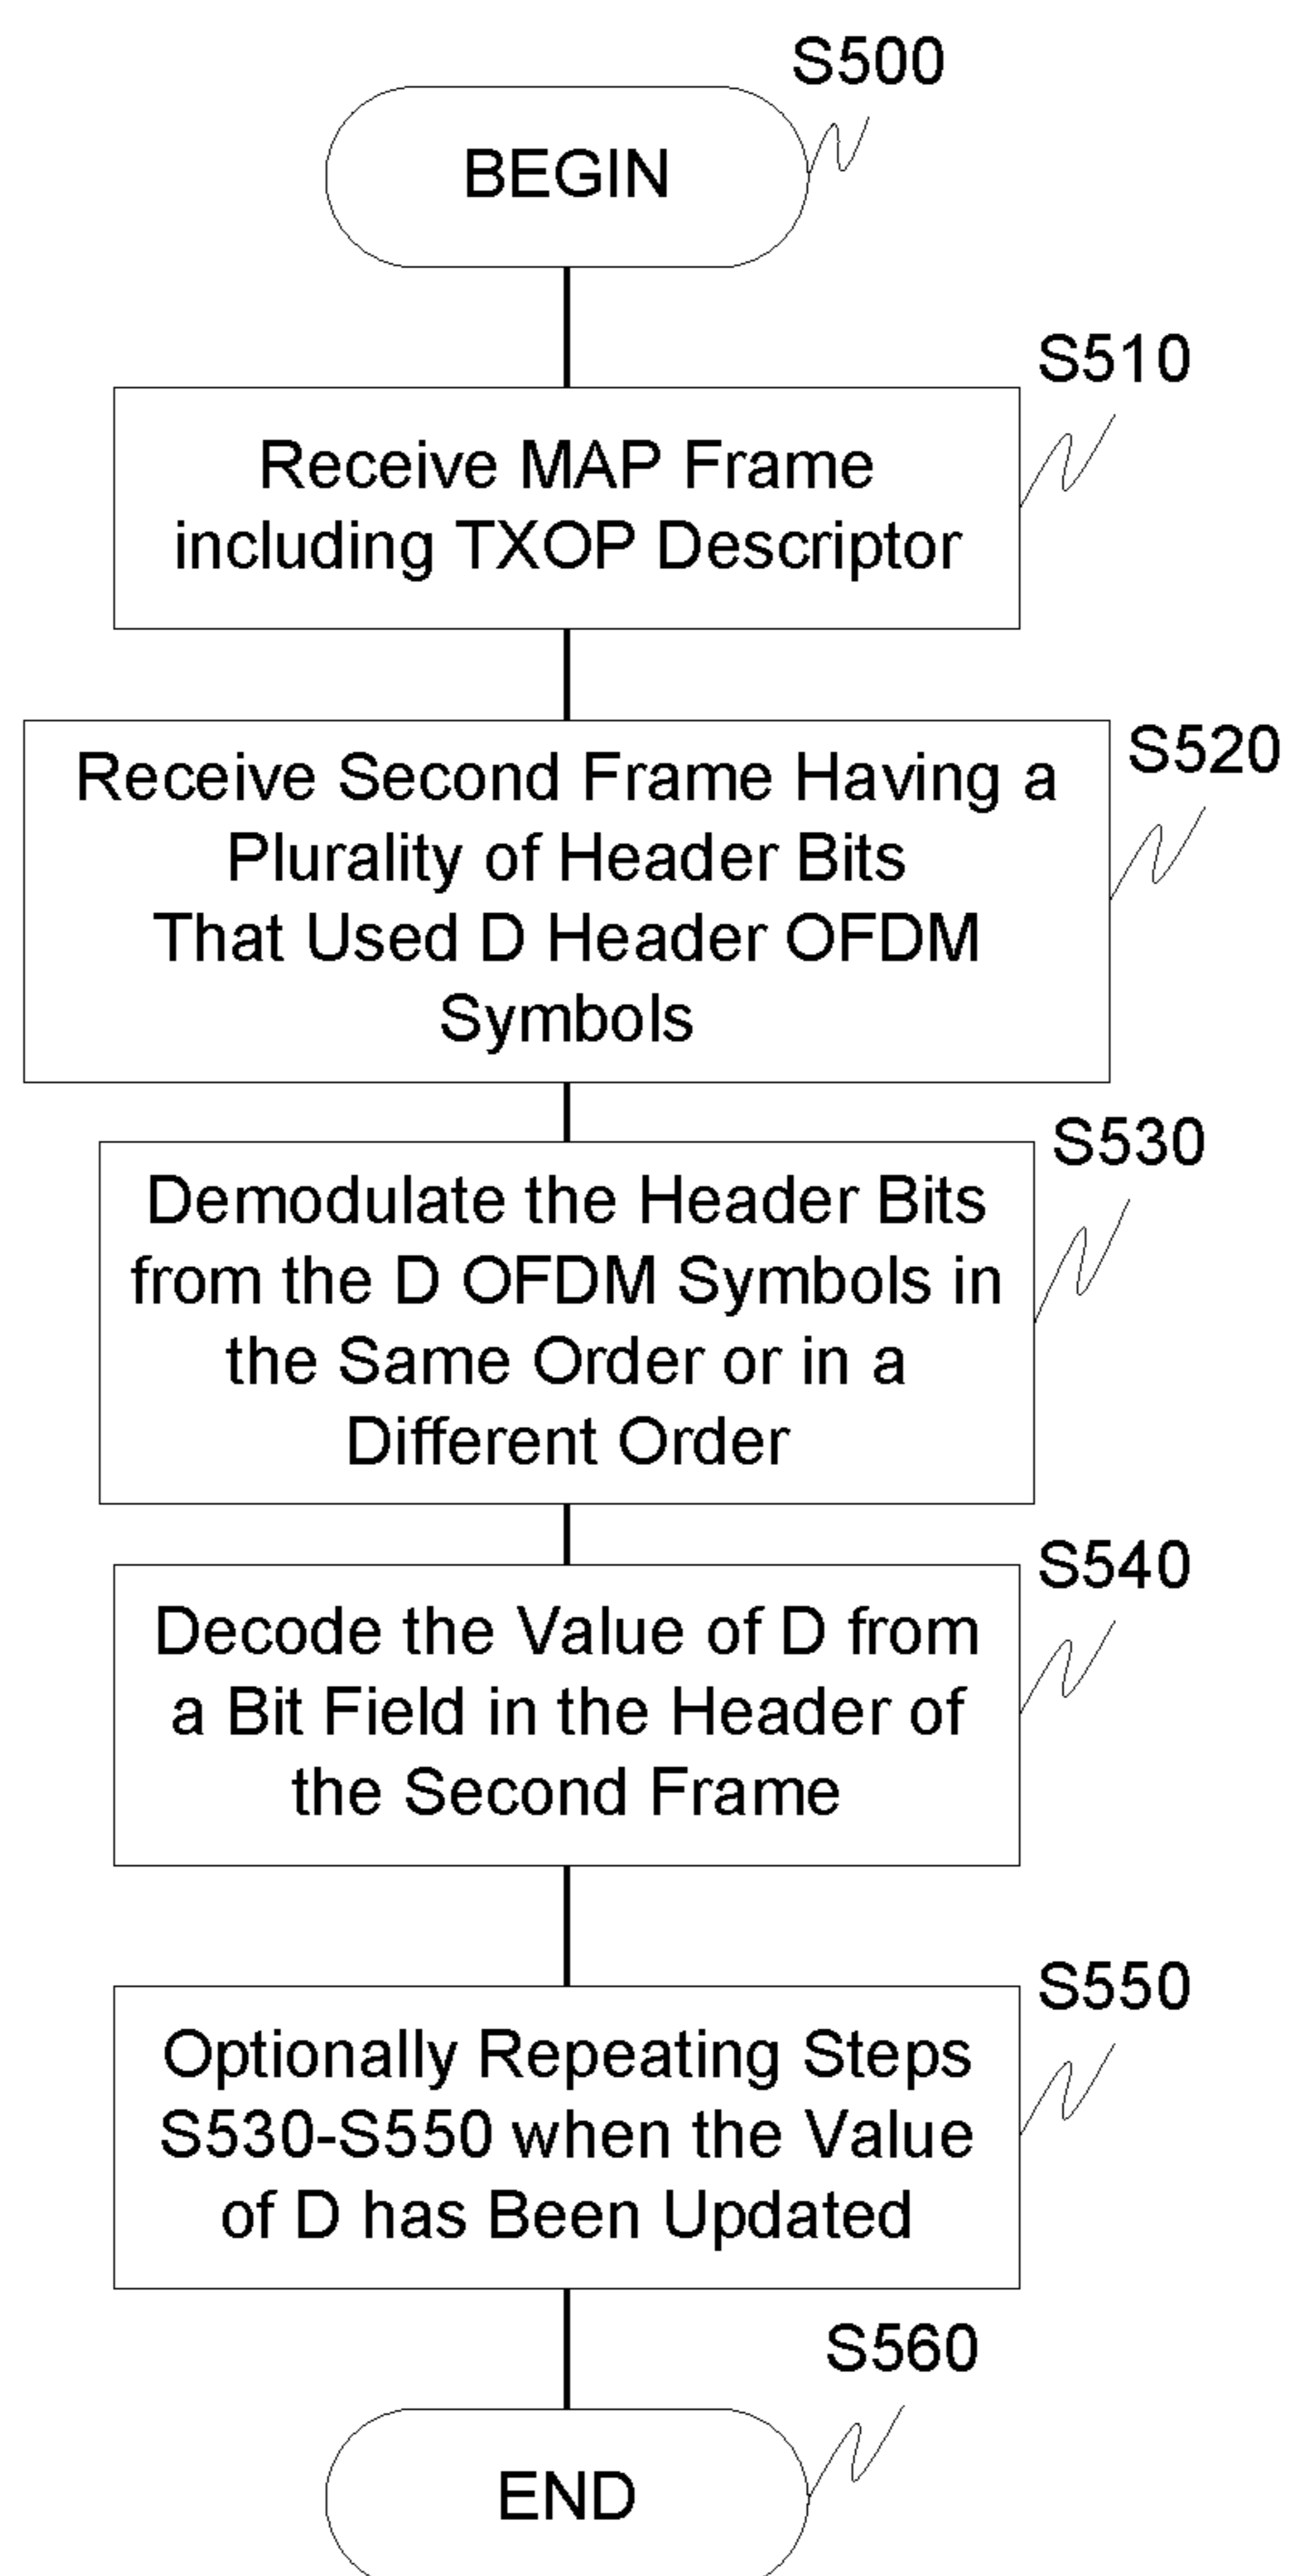 S500
BEGIN
S510
Receive MAP Frame
including TXOP Descriptor
S520
Receive Second Frame Having a
Plurality of Header Bits
That Used D Header OFDM
Symbols
S530
Demodulate the Header Bits
from the D OFDM Symbols in
the Same Order or in a
Different Order
S540
Decode the Value of D from
a Bit Field in the Header of
the Second Frame
S550
Optionally Repeating Steps
S530-S550 when the Value
of D has Been Updated
S560
END